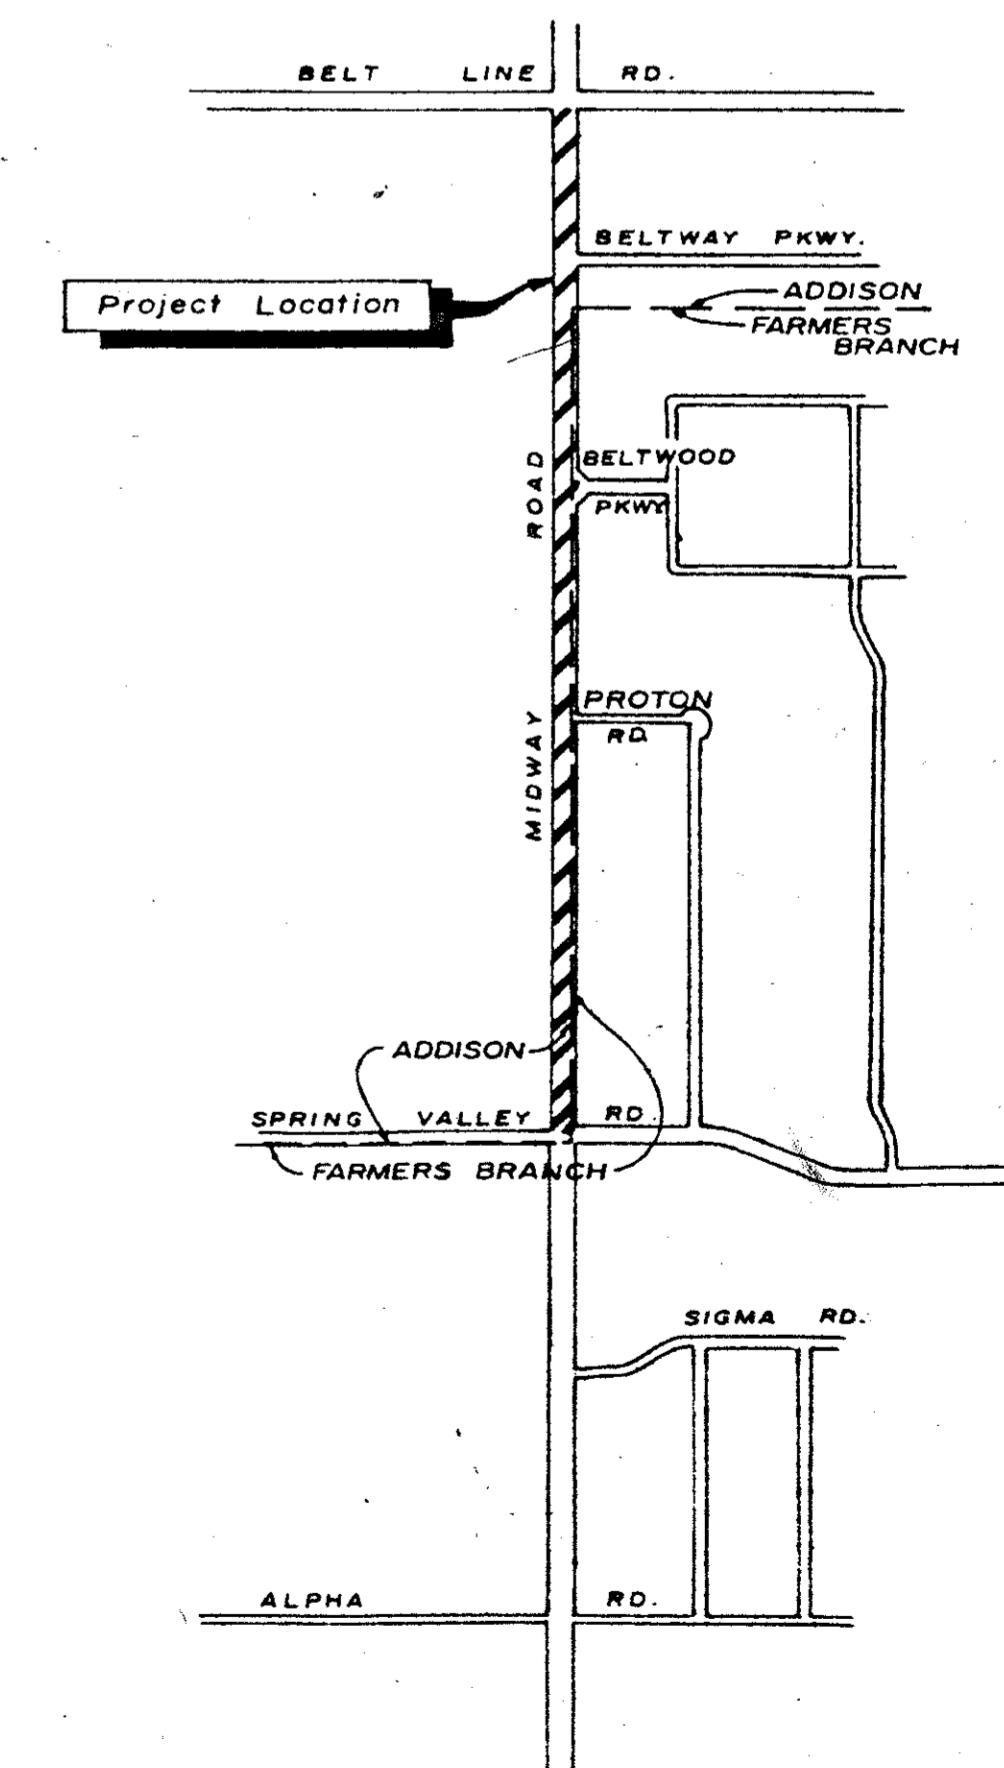 BELT LINE RD.
BELTWAY PKWY.
ADDISON
Project Location
FARMERS
BRANCH
BELTWOOD
PKWY
MIDWAY ROAD
PROTON
RD.
ADDISON
SPRING VALLEY RD.
FARMERS BRANCH
SIGMA RD.
ALPHA RD.